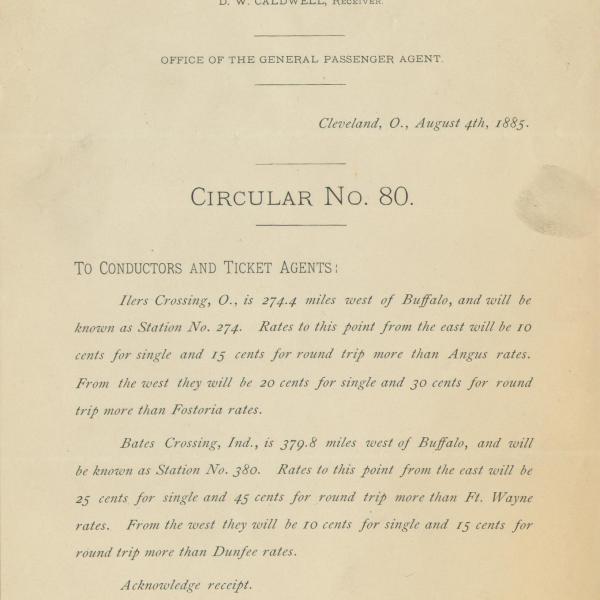 D. W. CALDWELL, RECEIVER.
OFFICE OF THE GENERAL PASSENGER AGENT.
Cleveland, O., August 4th, 1885.
CIRCULAR NO. 80.
TO CONDUCTORS AND TICKET AGENTS:
Ilers Crossing, O., is 274.4 miles west of Buffalo, and will be
known as Station No. 274. Rates to this point from the east will be 10
cents for single and 15 cents for round trip more than Angus rates.
From the west they will be 20 cents for single and 30 cents for round
trip more than Fostoria rates.
Bates Crossing, Ind., is 379.8 miles west of Buffalo, and will
be known as Station No. 380. Rates to this point from the east will be
25 cents for single and 45 cents for round trip more than Ft. Wayne
rates. From the west they will be 10 cents for single and 15 cents for
round trip more than Dunfee rates.
Acknowledge receipt.